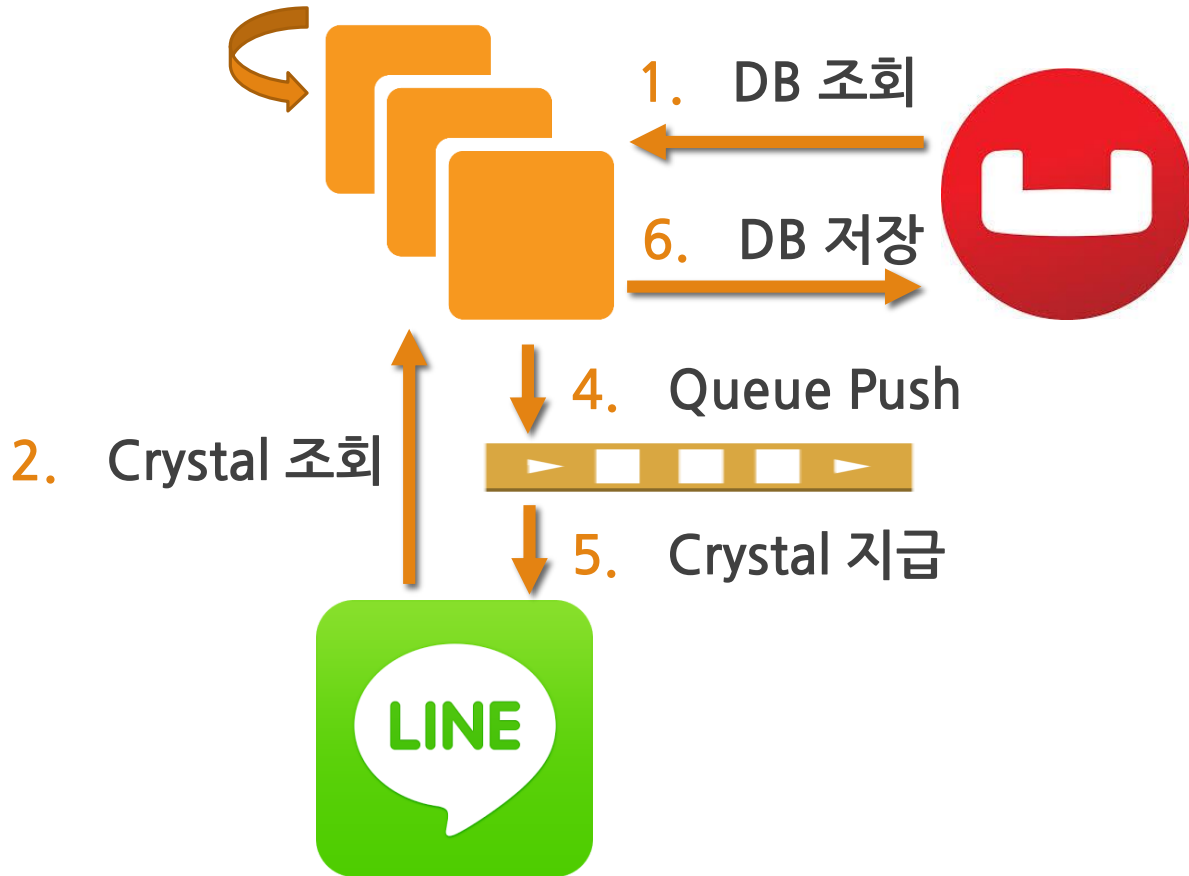 1. DB 조회
6. DB 저장
4. Queue Push
2. Crystal 조회
5. Crystal 지급
LINE